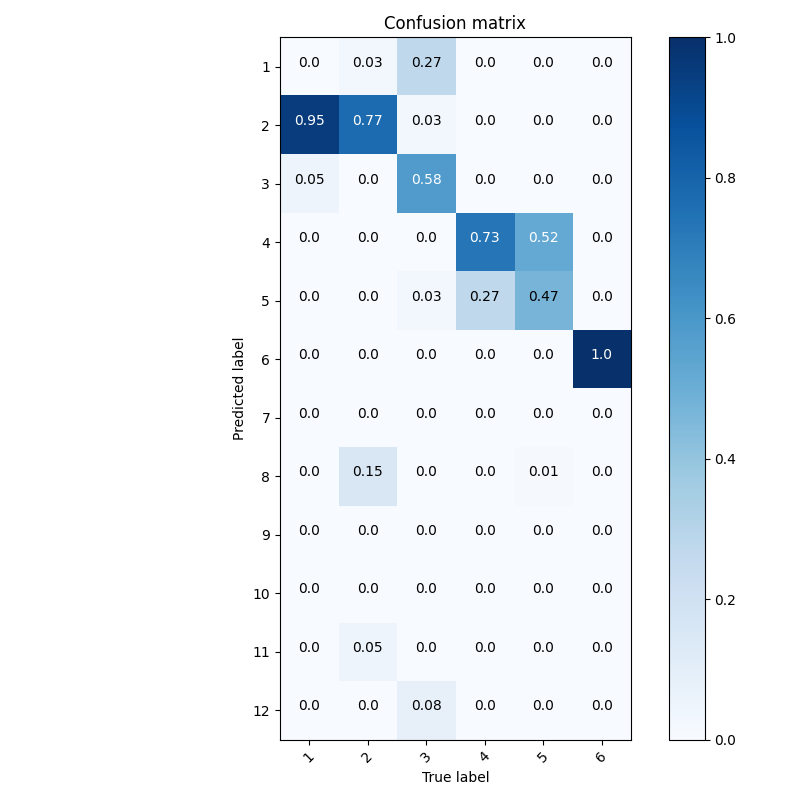 Confusion matrix
1 0.0 0.03 0.27 0.0 0.0 0.0
2 0.95 0.77 0.03 0.0 0.0 0.0
3 0.05 0.0 0.58 0.0 0.0 0.0
4 0.0 0.0 0.0 0.73 0.52 0.0
5 0.0 0.0 0.03 0.27 0.47 0.0
6 0.0 0.0 0.0 0.0 0.0 1.0
7 0.0 0.0 0.0 0.0 0.0 0.0
8 0.0 0.15 0.0 0.0 0.01 0.0
9 0.0 0.0 0.0 0.0 0.0 0.0
10 0.0 0.0 0.0 0.0 0.0 0.0
11 0.0 0.05 0.0 0.0 0.0 0.0
12 0.0 0.0 0.08 0.0 0.0 0.0
1 2 3 4 5 6
True label
Predicted label
1.0
0.8
0.6
0.4
0.2
0.0